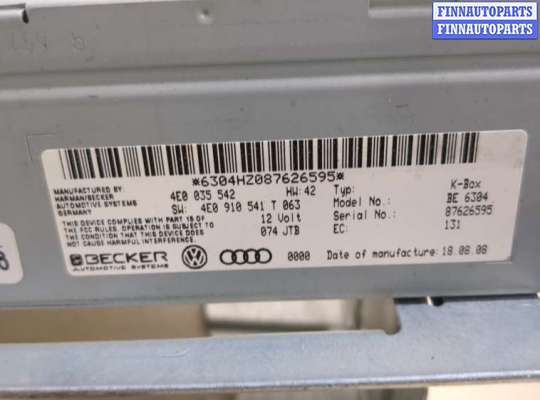 FINNAUTOPARTS
FINNAUTOPARTS
*6304HZ087626595*
MANUFACTURED BY:
HARMAN/BECKER
AUTOMOTIVE SYSTEMS
GERMANY
4E0 035 542 HW:42
SW: 4E0 910 541 T 063
12 Volt
074 JTB
Typ: K-Box
Model No.: BE 6304
Serial No.: 87626595
EC: 131
THIS DEVICE COMPLIES WITH PART 15 OF THE
FCC RULES. OPERATION IS SUBJECT TO
THE CONDITION THAT THIS DEVICE DOES
NOT CAUSE HARMFUL INTERFERENCE.
BECKER
AUTOMOTIVE SYSTEMS
0000 Date of manufacture: 18.08.08
8